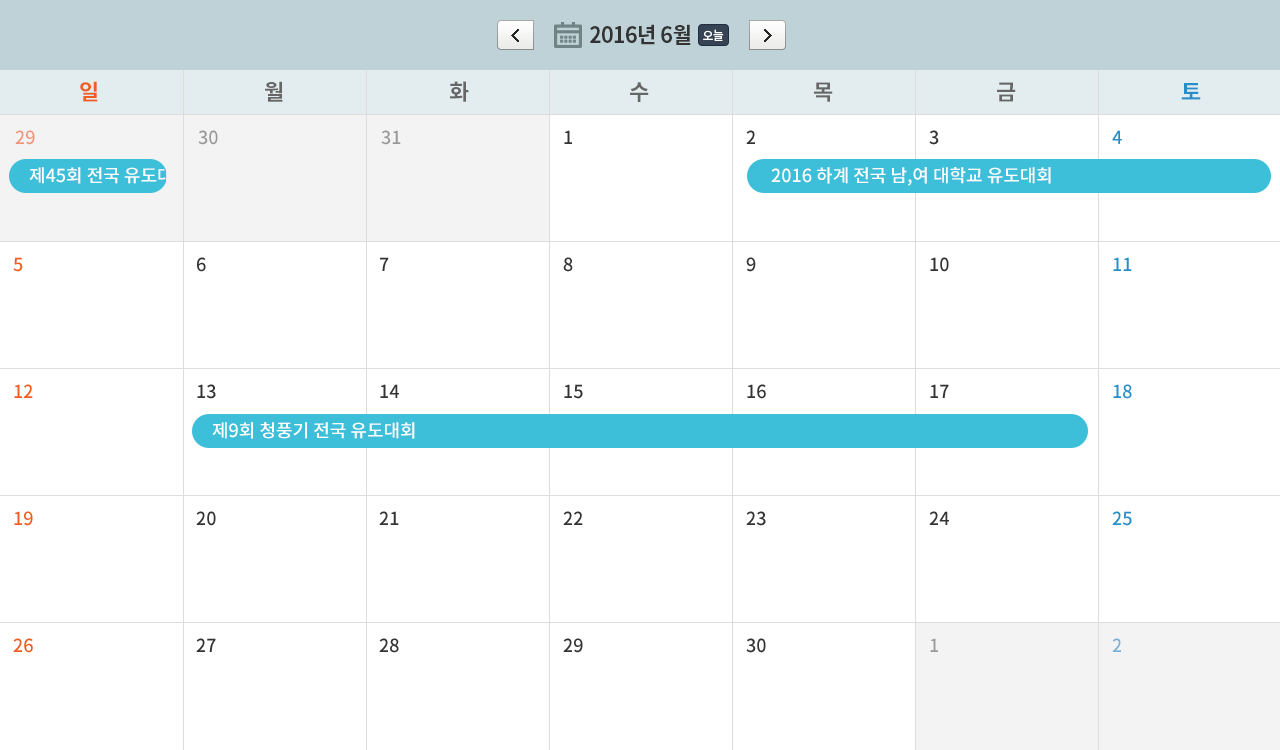 2016년 6월 오늘
일 월 화 수 목 금 토
29 30 31 1 2 3 4
제45회 전국 유도 2016 하계 전국 남,여 대학교 유도대회
5 6 7 8 9 10 11
12 13 14 15 16 17 18
제9회 청풍기 전국 유도대회
19 20 21 22 23 24 25
26 27 28 29 30 1 2